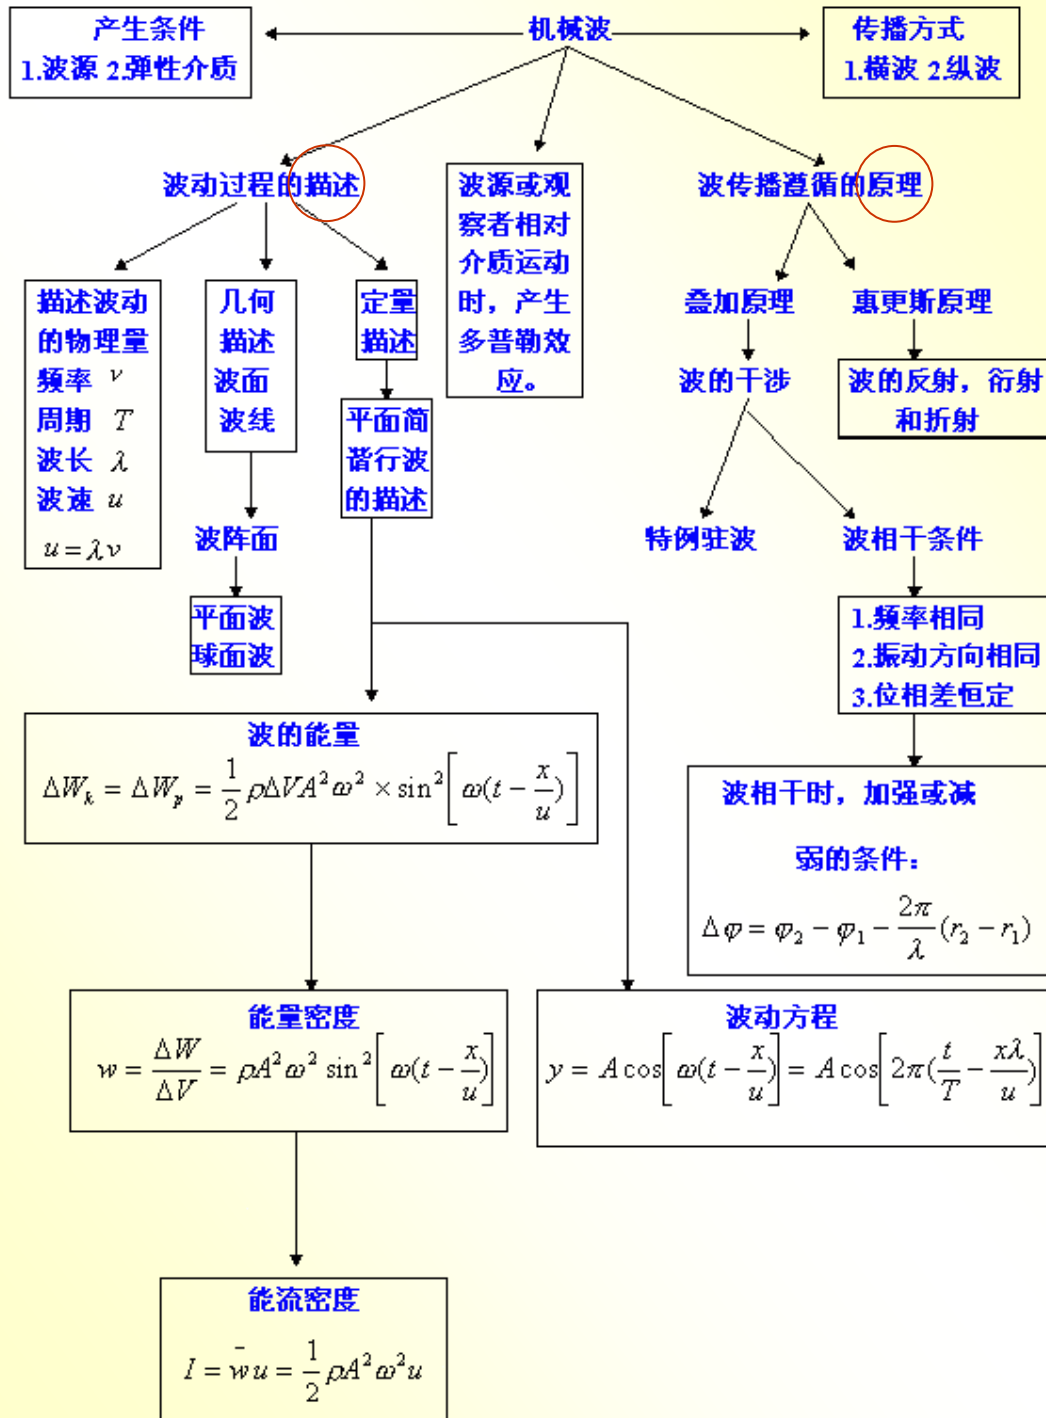 产生条件
1.波源 2.弹性介质
机械波
传播方式
1.横波 2.纵波
波动过程的描述
波源或观
察者相对
介质运动
时，产生
多普勒效
应。
波传播遵循的原理
描述波动
的物理量
频率 ν
周期 T
波长 λ
波速 u
u = λν
几何
描述
波面
波线
波阵面
平面波
球面波
定量
描述
平面简
谐行波
的描述
叠加原理
波的干涉
特例驻波
惠更斯原理
波的反射，衍射
和折射
波相干条件
1.频率相同
2.振动方向相同
3.位相差恒定
波相干时，加强或减
弱的条件：
Δφ = φ₂ − φ₁ − 2π/λ (r₂ − r₁)
波的能量
ΔW_k = ΔW_p = 1/2 ρΔVA²ω² × sin²[ω(t − x/u)]
能量密度
w = ΔW/ΔV = ρA²ω² sin²[ω(t − x/u)]
波动方程
y = A cos[ω(t − x/u)] = A cos[2π(t/T − xλ/u)]
能流密度
I = w̄u = 1/2 ρA²ω²u